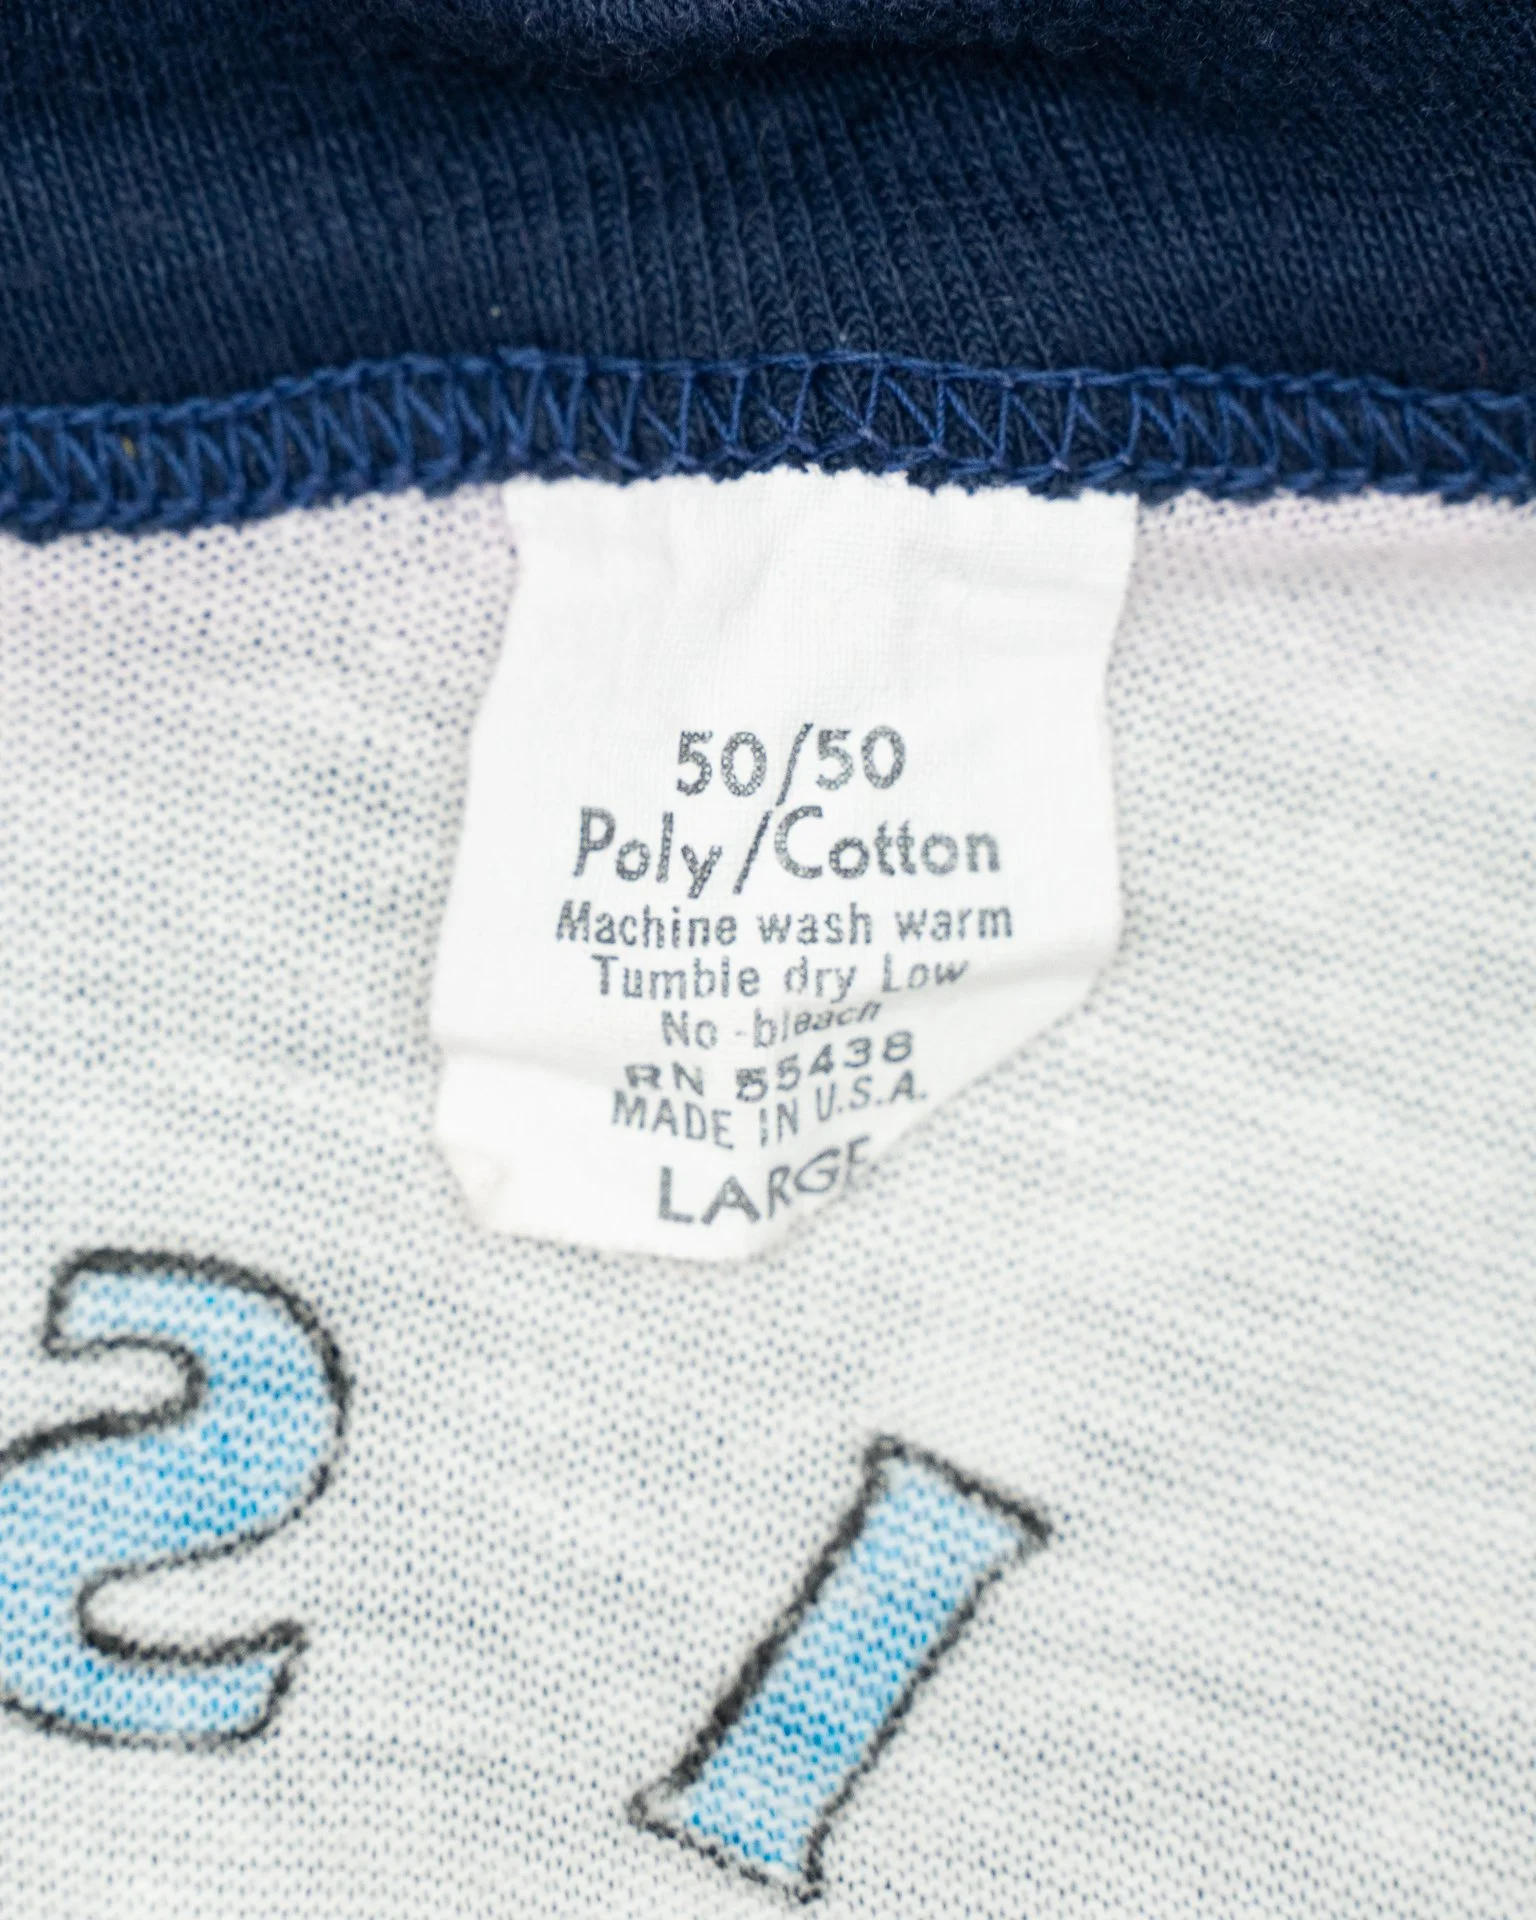 50/50
Poly/Cotton
Machine wash warm
Tumble dry Low
No-bleach
RN 55438
MADE IN U.S.A.
LARGE